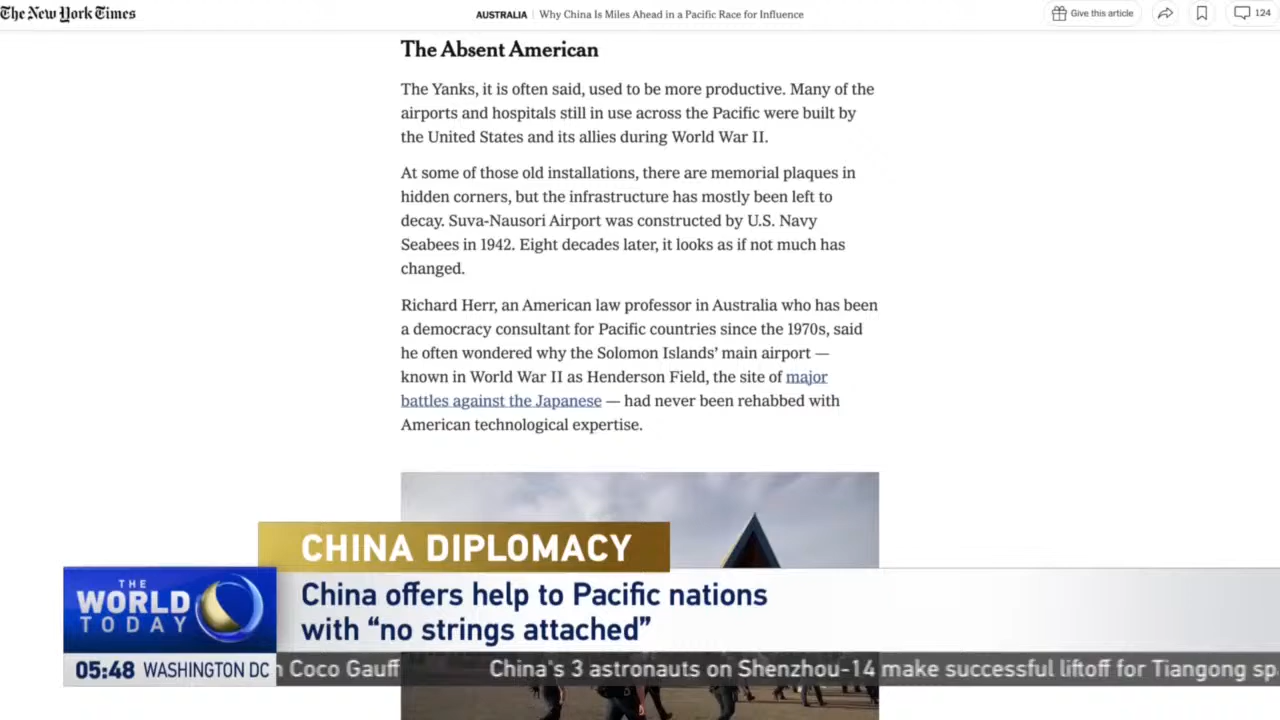 The New York Times
AUSTRALIA | Why China Is Miles Ahead in a Pacific Race for Influence
Give this article
124
The Absent American
The Yanks, it is often said, used to be more productive. Many of the
airports and hospitals still in use across the Pacific were built by
the United States and its allies during World War II.
At some of those old installations, there are memorial plaques in
hidden corners, but the infrastructure has mostly been left to
decay. Suva-Nausori Airport was constructed by U.S. Navy
Seabees in 1942. Eight decades later, it looks as if not much has
changed.
Richard Herr, an American law professor in Australia who has been
a democracy consultant for Pacific countries since the 1970s, said
he often wondered why the Solomon Islands’ main airport —
known in World War II as Henderson Field, the site of major
battles against the Japanese — had never been rehabbed with
American technological expertise.
CHINA DIPLOMACY
THE
WORLD
TODAY
China offers help to Pacific nations
with “no strings attached”
05:48 WASHINGTON DC
Coco Gauff China's 3 astronauts on Shenzhou-14 make successful liftoff for Tiangong sp